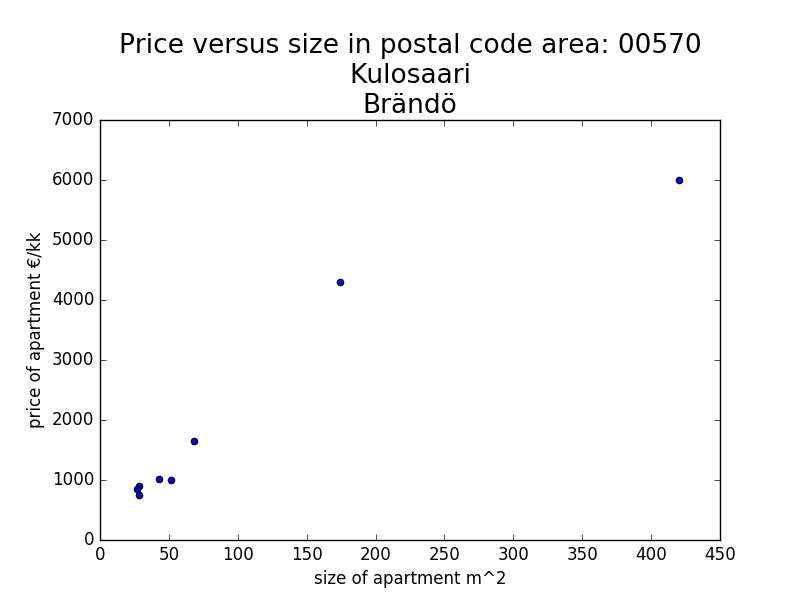 Price versus size in postal code area: 00570
Kulosaari
Brändö
7000
6000
5000
4000
3000
2000
1000
0
price of apartment €/kk
0 50 100 150 200 250 300 350 400 450
size of apartment m^2